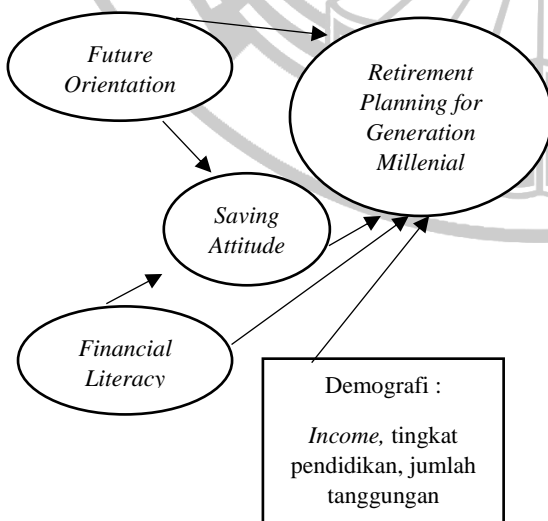 Future
Orientation
Retirement
Planning for
Generation
Millenial
Saving
Attitude
Financial
Literacy
Demografi :
Income, tingkat
pendidikan, jumlah
tanggungan